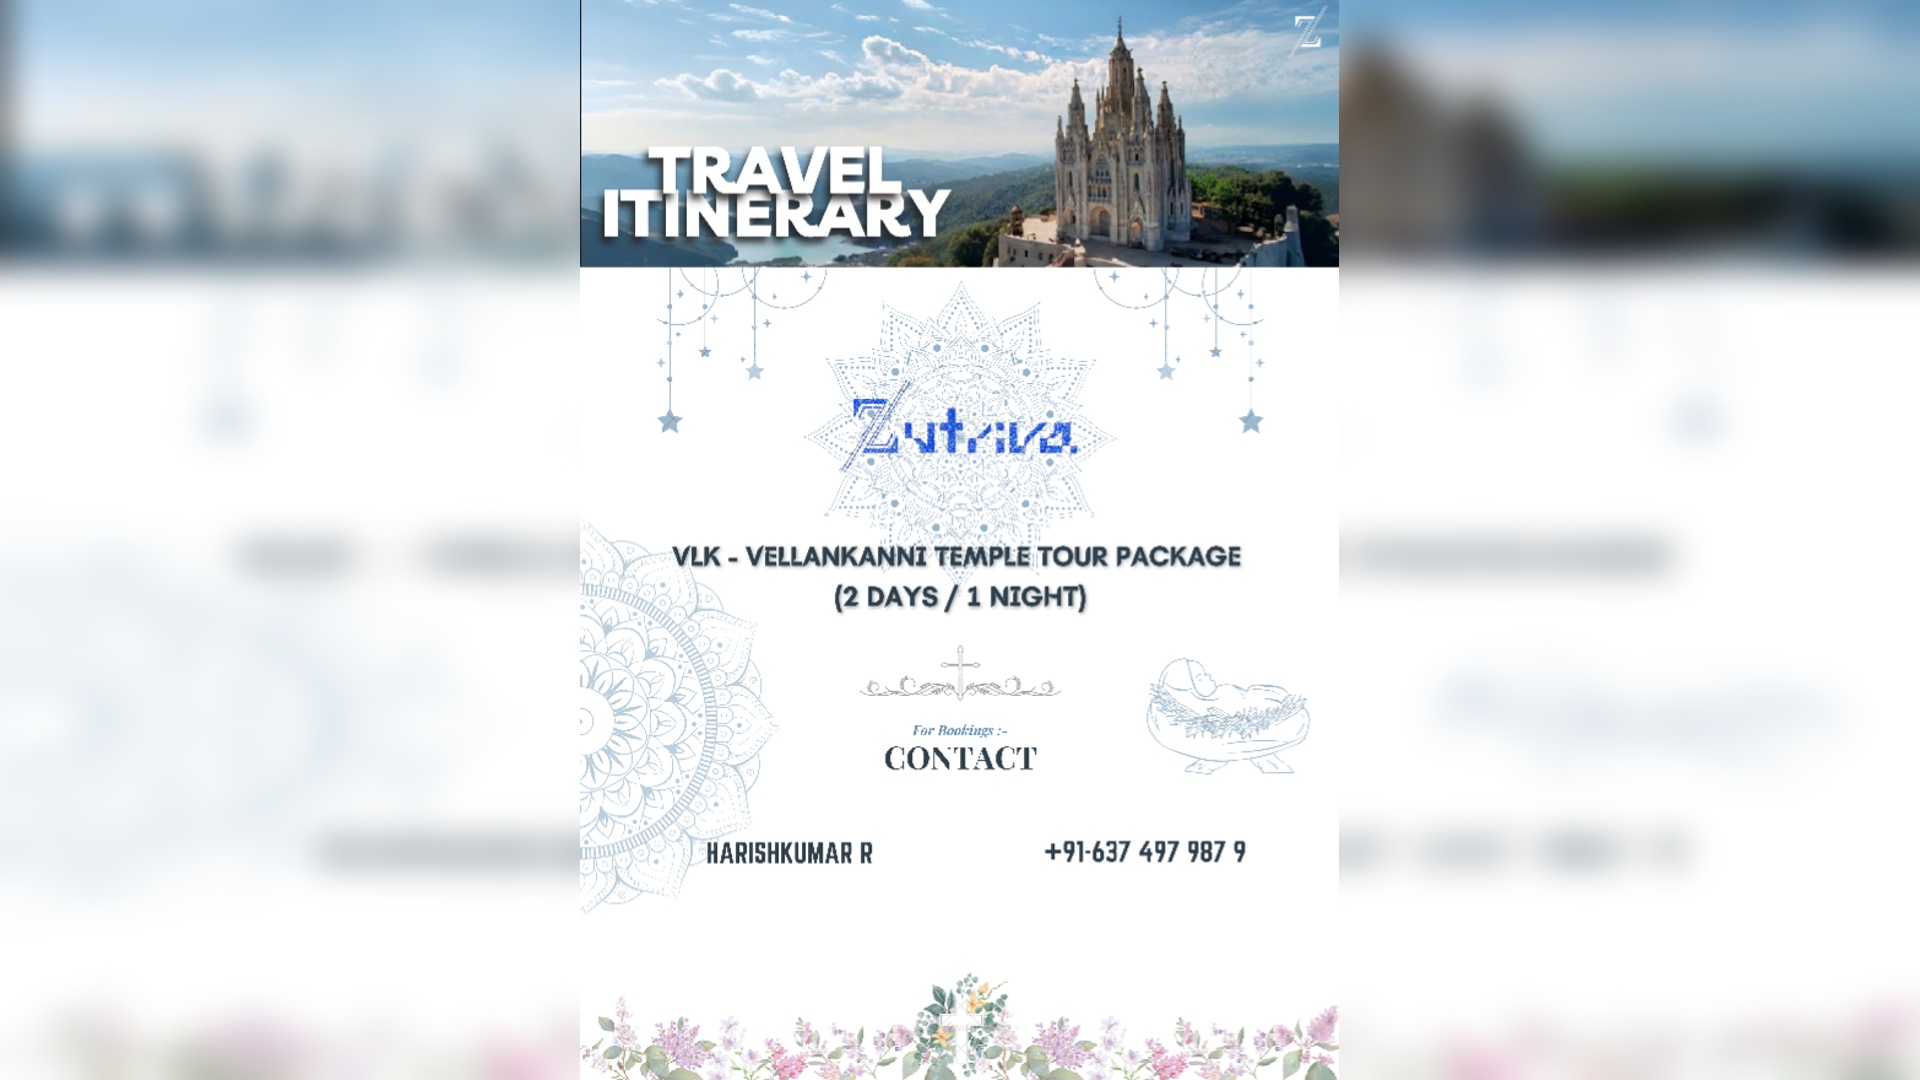 Z
TRAVEL
ITINERARY
Zutriva.
VLK - VELLANKANNI TEMPLE TOUR PACKAGE
(2 DAYS / 1 NIGHT)
For Bookings :-
CONTACT
HARISHKUMAR R
+91-637 497 987 9